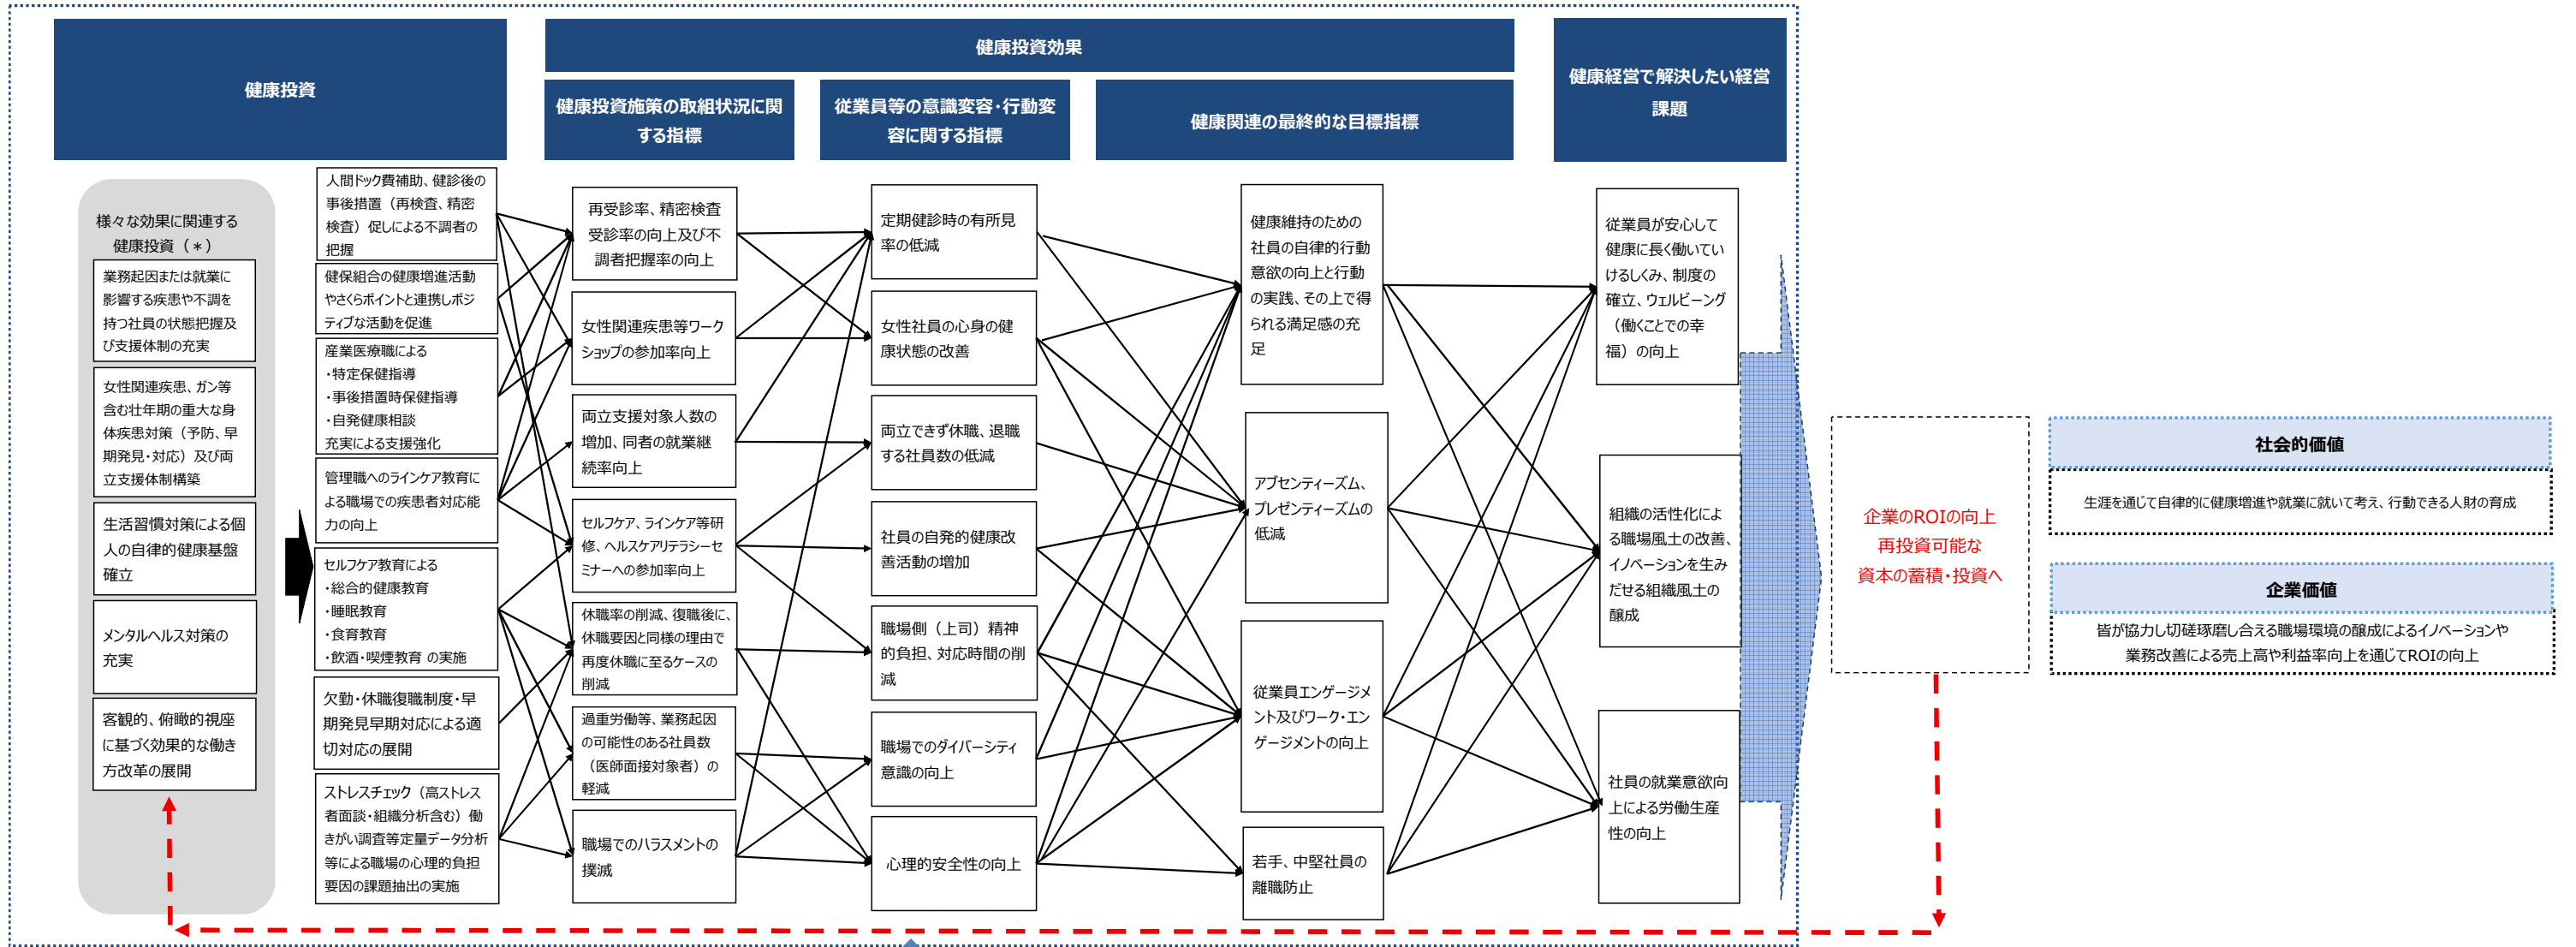 健康投資
健康投資効果
健康投資施策の取組状況に関
する指標
従業員等の意識変容・行動変
容に関する指標
健康関連の最終的な目標指標
健康経営で解決したい経営
課題
様々な効果に関連する
健康投資（＊）
業務起因または就業に
影響する疾患や不調を
持つ社員の状態把握及
び支援体制の充実
女性関連疾患、ガン等
含む壮年期の重大な身
体疾患対策（予防、早
期発見・対応）及び両
立支援体制構築
生活習慣対策による個
人の自律的健康基盤
確立
メンタルヘルス対策の
充実
客観的、俯瞰的視座
に基づく効果的な働き
方改革の展開
人間ドック費補助、健診後の
事後措置（再検査、精密
検査）促しによる不調者の
把握
健保組合の健康増進活動
やさくらポイントと連携しポジ
ティブな活動を促進
産業医療職による
・特定保健指導
・事後措置時保健指導
・自発健康相談
充実による支援強化
管理職へのラインケア教育に
よる職場での疾患者対応能
力の向上
セルフケア教育による
・総合的健康教育
・睡眠教育
・食育教育
・飲酒・喫煙教育 の実施
欠勤・休職復職制度・早
期発見早期対応による適
切対応の展開
ストレスチェック（高ストレス
者面談・組織分析含む）働
きがい調査等定量データ分析
等による職場の心理的負担
要因の課題抽出の実施
再受診率、精密検査
受診率の向上及び不
調者把握率の向上
女性関連疾患等ワーク
ショップの参加率向上
両立支援対象人数の
増加、同者の就業継
続率向上
セルフケア、ラインケア等研
修、ヘルスケアリテラシーセ
ミナーへの参加率向上
休職率の削減、復職後に、
休職要因と同様の理由で
再度休職に至るケースの
削減
過重労働等、業務起因
の可能性のある社員数
（医師面接対象者）の
軽減
職場でのハラスメントの
撲滅
定期健診時の有所見
率の低減
女性社員の心身の健
康状態の改善
両立できず休職、退職
する社員数の低減
社員の自発的健康改
善活動の増加
職場側（上司）精神
的負担、対応時間の削
減
職場でのダイバーシティ
意識の向上
心理的安全性の向上
健康維持のための
社員の自律的行動
意欲の向上と行動
の実践、その上で得
られる満足感の充
足
アブセンティーズム、
プレゼンティーズムの
低減
従業員エンゲージメ
ント及びワーク・エン
ゲージメントの向上
若手、中堅社員の
離職防止
従業員が安心して
健康に長く働いてい
けるしくみ、制度の
確立、ウェルビーング
（働くことでの幸
福）の向上
組織の活性化によ
る職場風土の改善、
イノベーションを生み
だせる組織風土の
醸成
社員の就業意欲向
上による労働生産
性の向上
企業のROIの向上
再投資可能な
資本の蓄積・投資へ
社会的価値
生涯を通じて自律的に健康増進や就業に就いて考え、行動できる人財の育成
企業価値
皆が協力し切磋琢磨し合える職場環境の醸成によるイノベーションや
業務改善による売上高や利益率向上を通じてROIの向上